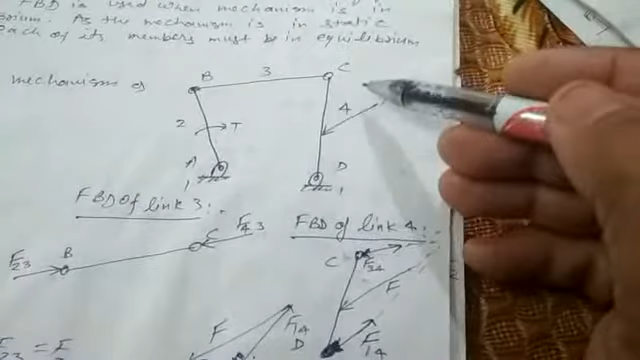 FBD is used when mechanism is in
As the mechanism is in static
each of its members must be in equilibrium
mechanism of
B 3 C
2 T 4
A D
1 1
FBD of link 3:-
FBD of link 4:-
F23 B C F43
C F34
F
F F14 D F14
F23 = F